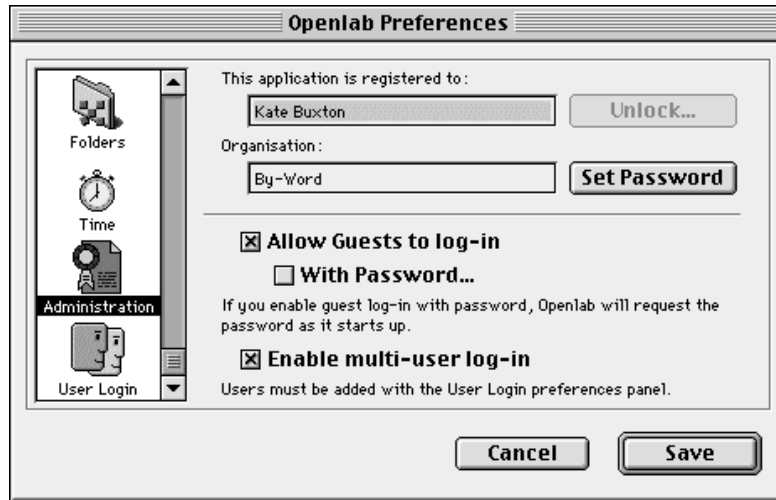 Openlab Preferences
Folders
Time
Administration
User Login
This application is registered to:
Kate Buxton
Unlock...
Organisation:
By-Word
Set Password
Allow Guests to log-in
With Password...
If you enable guest log-in with password, Openlab will request the
password as it starts up.
Enable multi-user log-in
Users must be added with the User Login preferences panel.
Cancel
Save